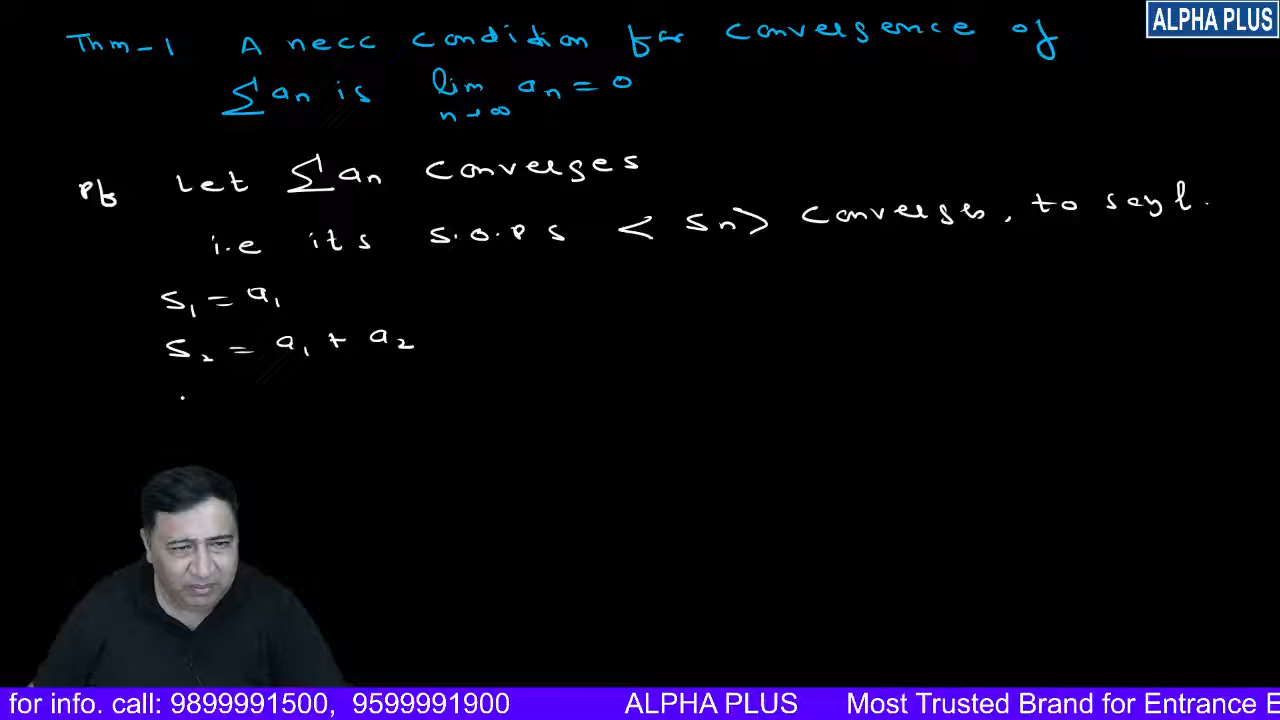 ALPHA PLUS
Thm-1 A necc condition for convergence of
∑ an is lim an = 0
n→∞
Pf Let ∑ an converges
i.e its s.o.p s < sn > converges, to say l.
s1 = a1
s2 = a1 + a2
.
for info. call: 9899991500, 9599991900 ALPHA PLUS Most Trusted Brand for Entrance E